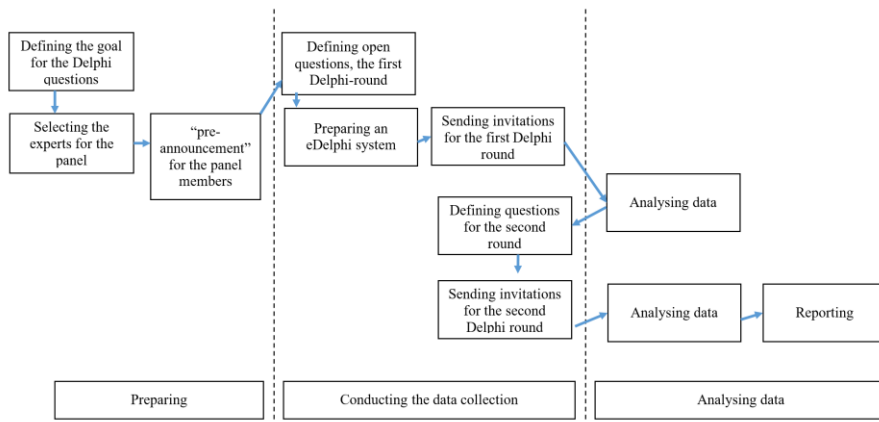 Defining the goal
for the Delphi
questions
Selecting the
experts for the
panel
“pre-
announcement”
for the panel
members
Defining open
questions, the first
Delphi-round
Preparing an
eDelphi system
Sending invitations
for the first Delphi
round
Analysing data
Defining questions
for the second
round
Sending invitations
for the second
Delphi round
Analysing data
Reporting
Preparing
Conducting the data collection
Analysing data